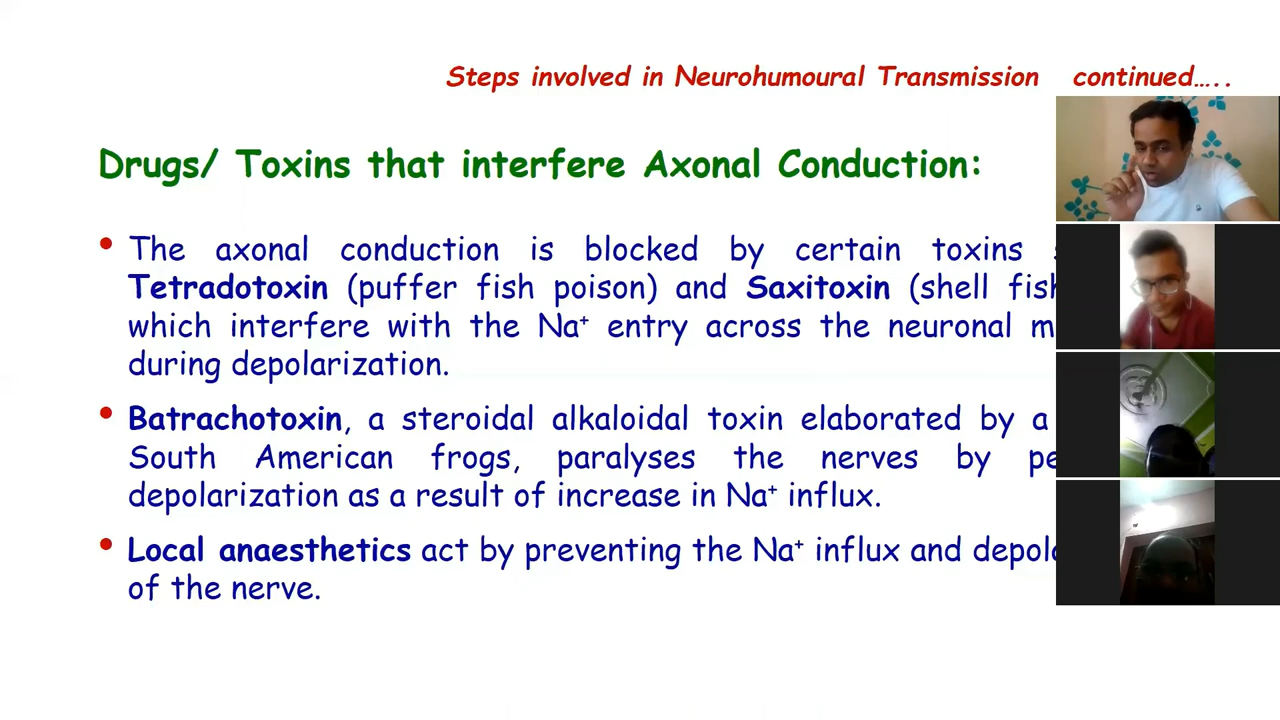 Steps involved in Neurohumoural Transmission continued.....
Drugs/ Toxins that interfere Axonal Conduction:
• The axonal conduction is blocked by certain toxins
Tetradotoxin (puffer fish poison) and Saxitoxin (shell fish
which interfere with the Na⁺ entry across the neuronal
during depolarization.
• Batrachotoxin, a steroidal alkaloidal toxin elaborated by a
South American frogs, paralyses the nerves by
depolarization as a result of increase in Na⁺ influx.
• Local anaesthetics act by preventing the Na⁺ influx and
of the nerve.